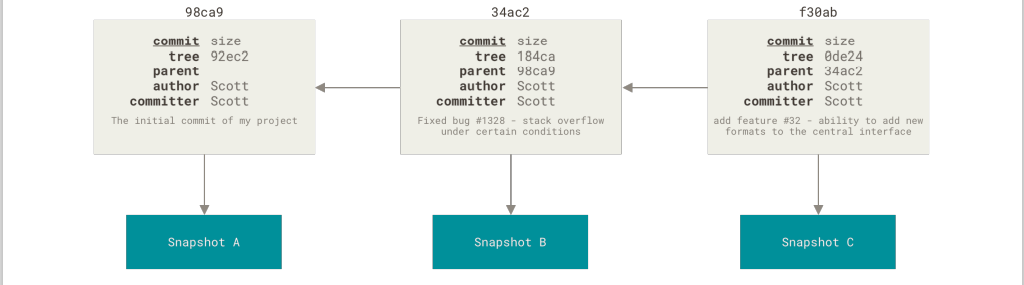 98ca9
commit size
tree 92ec2
parent
author Scott
committer Scott
The initial commit of my project
Snapshot A
34ac2
commit size
tree 184ca
parent 98ca9
author Scott
committer Scott
Fixed bug #1328 - stack overflow
under certain conditions
Snapshot B
f30ab
commit size
tree 0de24
parent 34ac2
author Scott
committer Scott
add feature #32 - ability to add new
formats to the central interface
Snapshot C